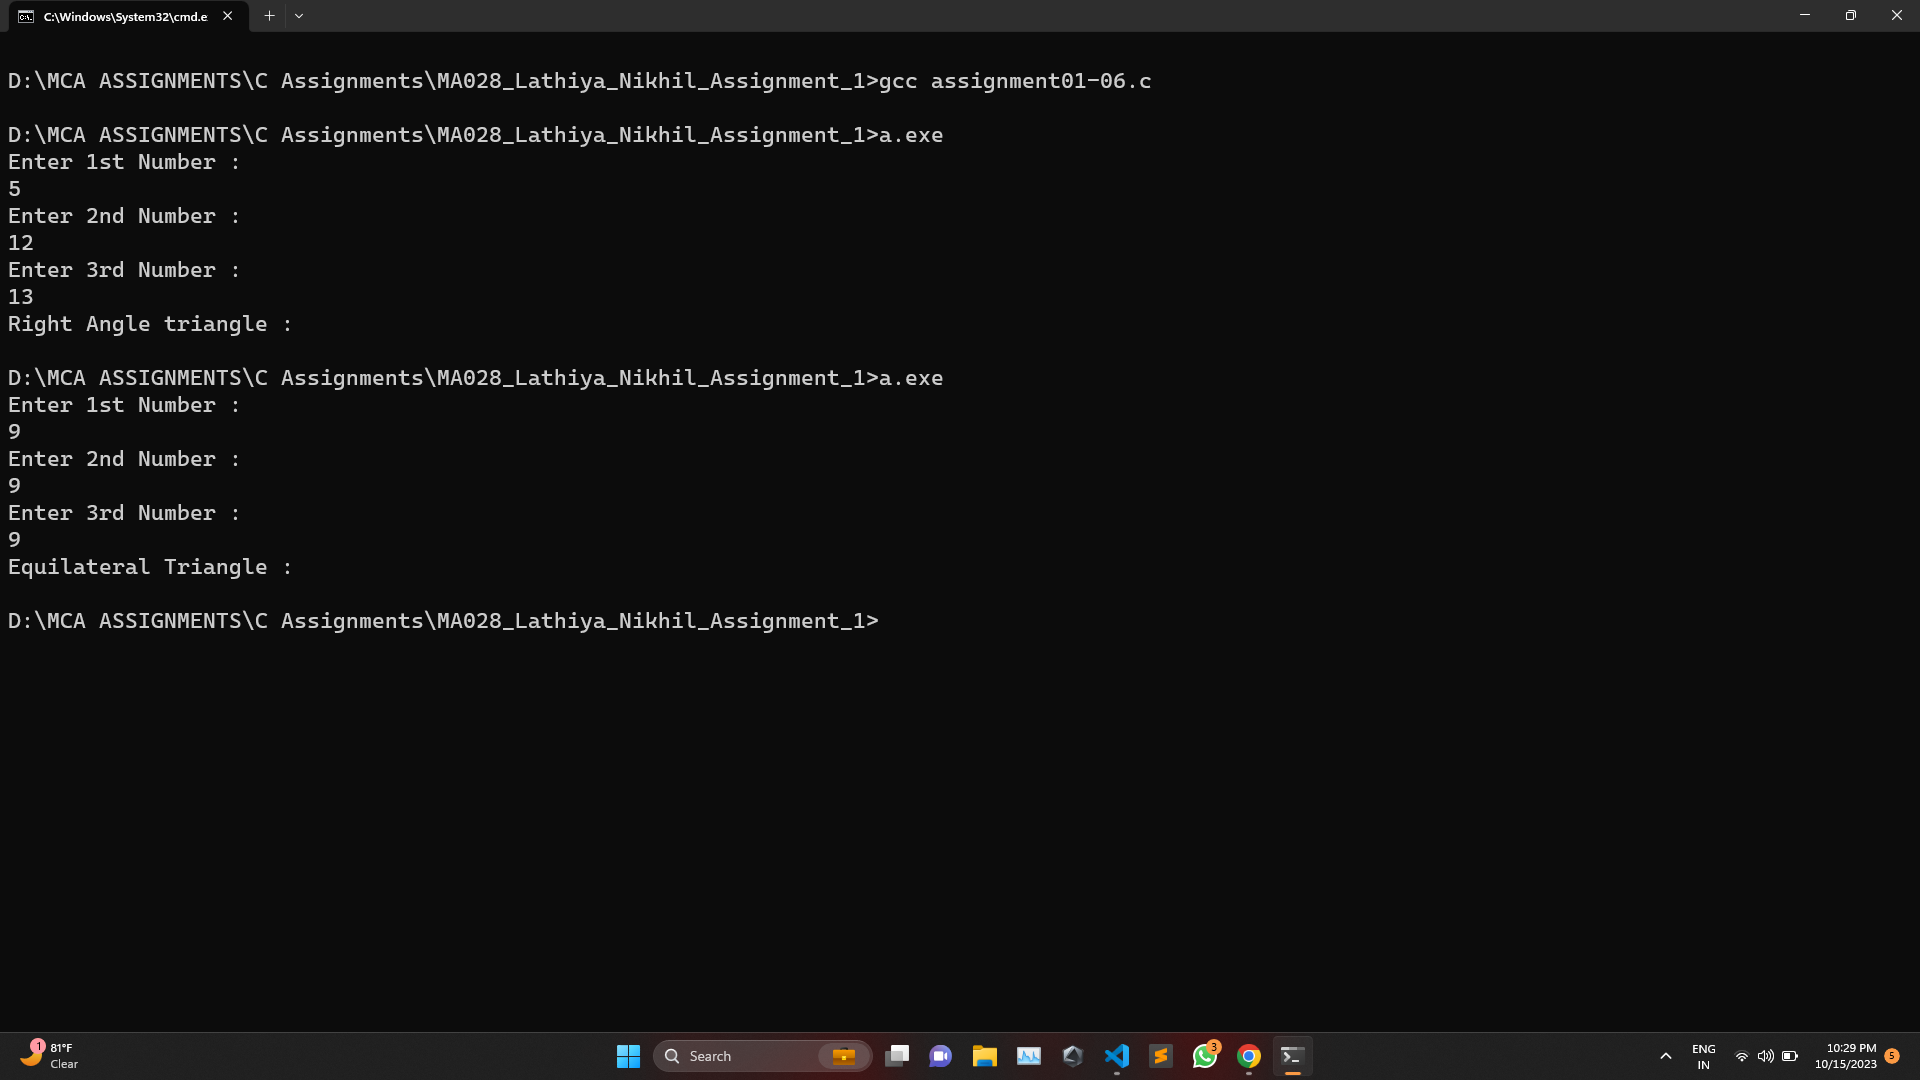 C:\Windows\System32\cmd.e
D:\MCA ASSIGNMENTS\C Assignments\MA028_Lathiya_Nikhil_Assignment_1>gcc assignment01-06.c
D:\MCA ASSIGNMENTS\C Assignments\MA028_Lathiya_Nikhil_Assignment_1>a.exe
Enter 1st Number :
5
Enter 2nd Number :
12
Enter 3rd Number :
13
Right Angle triangle :
D:\MCA ASSIGNMENTS\C Assignments\MA028_Lathiya_Nikhil_Assignment_1>a.exe
Enter 1st Number :
9
Enter 2nd Number :
9
Enter 3rd Number :
9
Equilateral Triangle :
D:\MCA ASSIGNMENTS\C Assignments\MA028_Lathiya_Nikhil_Assignment_1>
1
81°F
Clear
Search
3
ENG
IN
10:29 PM
10/15/2023
5